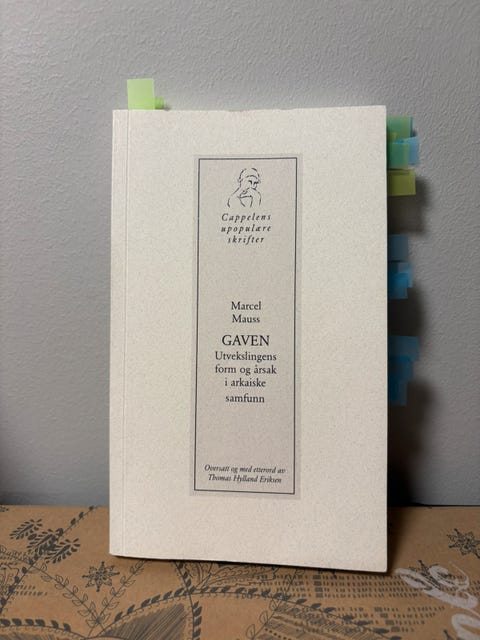 Cappelens
upopulære
skrifter
Marcel
Mauss
GAVEN
Utvekslingens
form og årsak
i arkaiske
samfunn
Oversatt og med etterord av
Thomas Hylland Eriksen